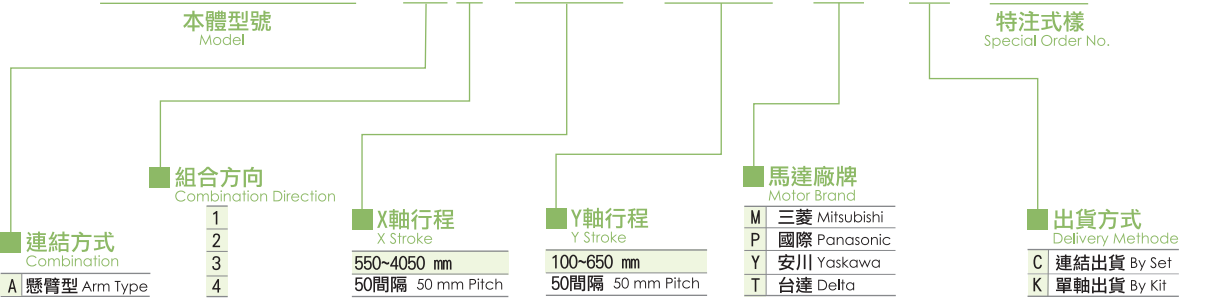 本體型號
Model
特注式樣
Special Order No.
組合方向
Combination Direction
1
2
3
4
馬達廠牌
Motor Brand
M 三菱 Mitsubishi
P 國際 Panasonic
Y 安川 Yaskawa
T 台達 Delta
X軸行程
X Stroke
550~4050 mm
50間隔 50 mm Pitch
Y軸行程
Y Stroke
100~650 mm
50間隔 50 mm Pitch
出貨方式
Delivery Methode
C 連結出貨 By Set
K 單軸出貨 By Kit
連結方式
Combination
A 懸臂型 Arm Type